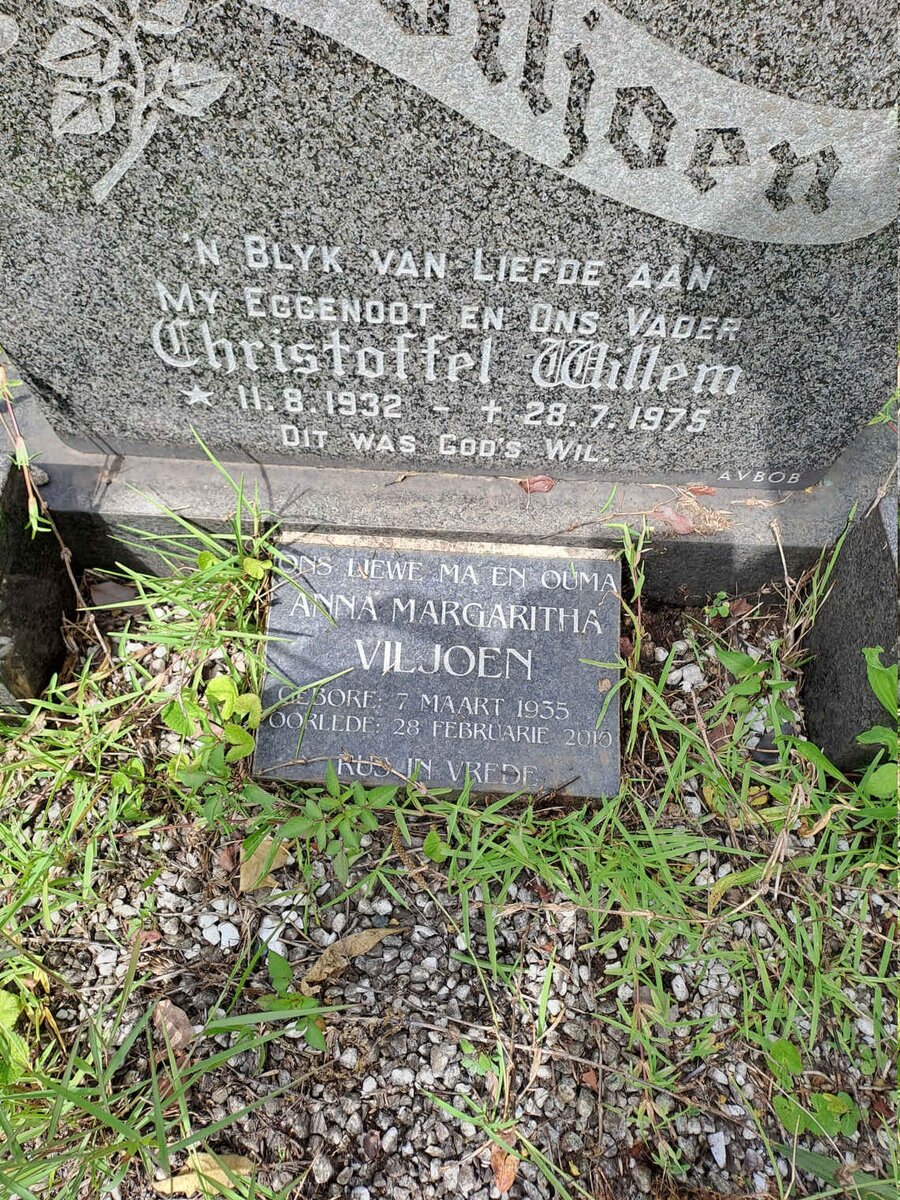 Viljoen
'N BLYK VAN LIEFDE AAN
MY EGGENOOT EN ONS VADER
Christoffel Willem
★ 11.8.1932 - + 28.7.1975
DIT WAS GOD'S WIL.
AVBOB
ONS LIEWE MA EN OUMA
ANNA MARGARITHA
VILJOEN
GEBORE: 7 MAART 1935
OORLEDE: 28 FEBRUARIE 2010
RUS IN VREDE